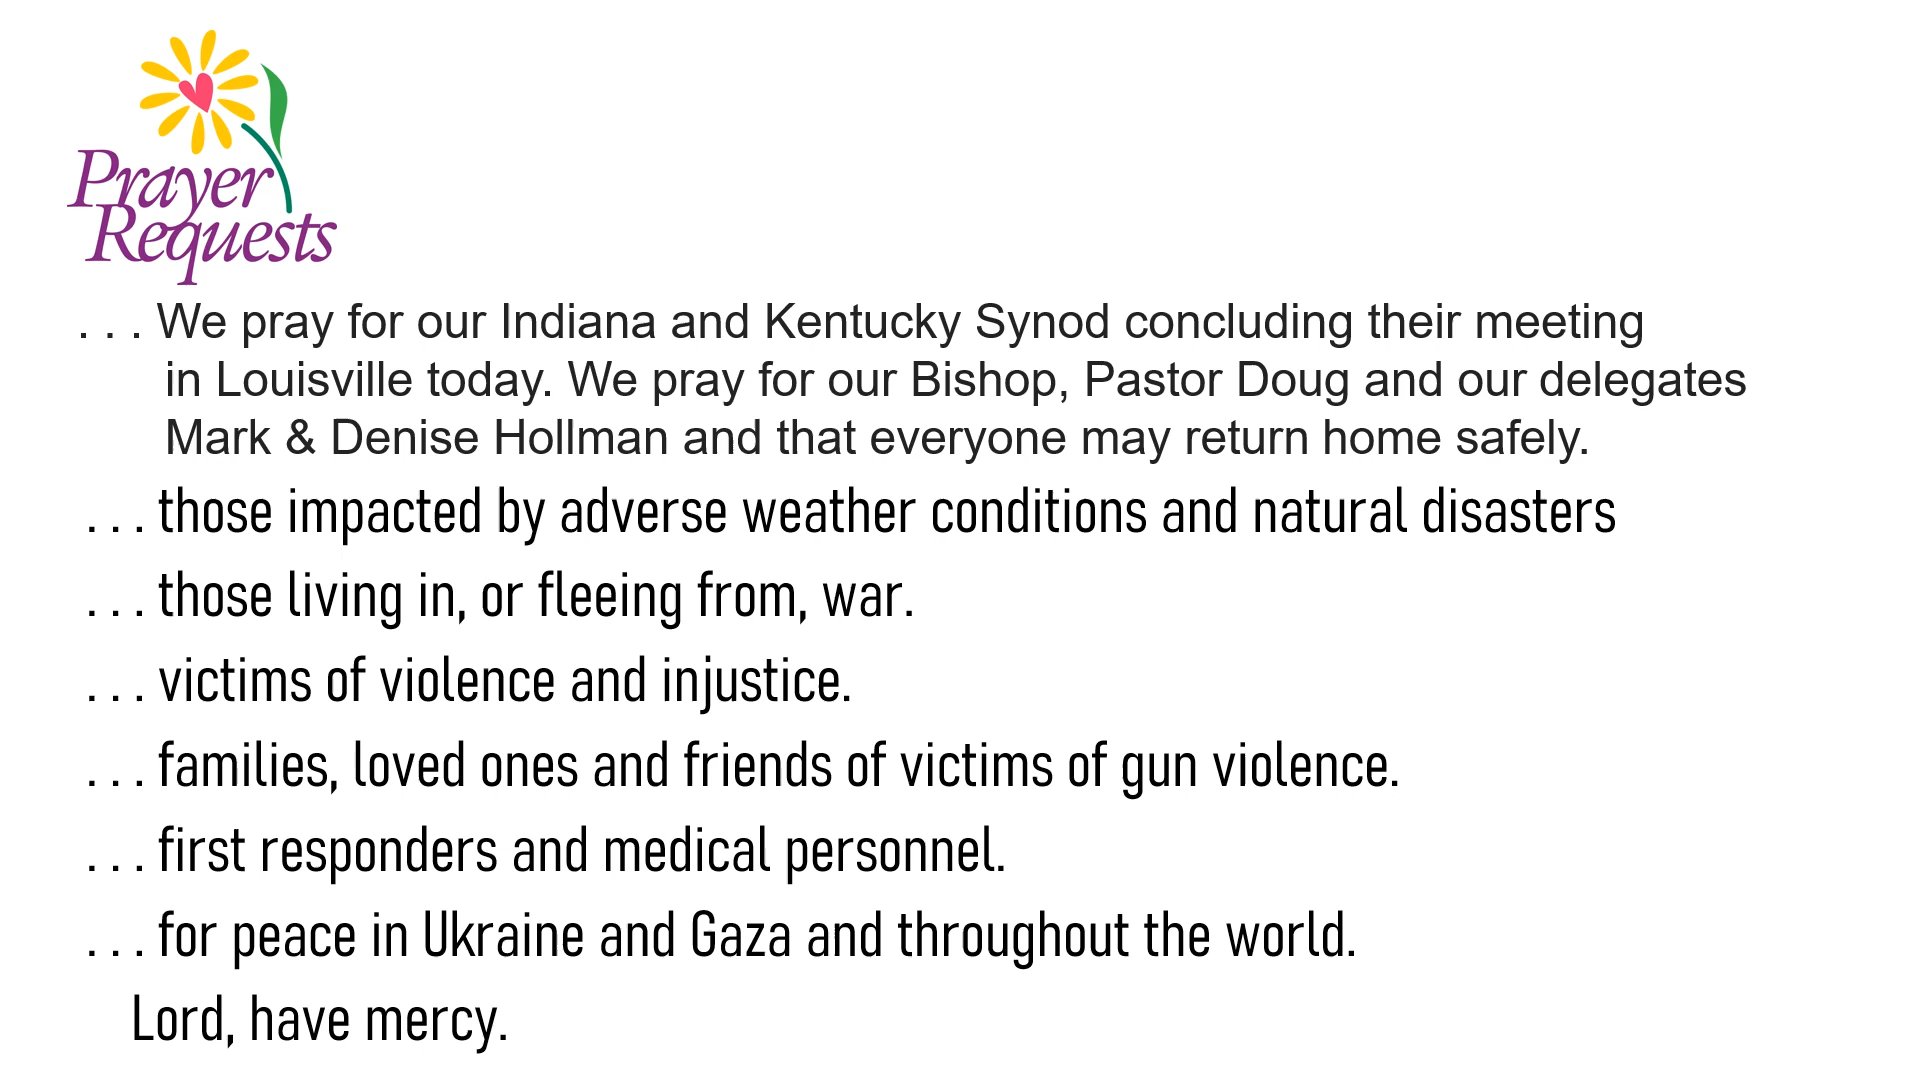 Prayer
Requests
. . . We pray for our Indiana and Kentucky Synod concluding their meeting
in Louisville today. We pray for our Bishop, Pastor Doug and our delegates
Mark & Denise Hollman and that everyone may return home safely.
. . . those impacted by adverse weather conditions and natural disasters
. . . those living in, or fleeing from, war.
. . . victims of violence and injustice.
. . . families, loved ones and friends of victims of gun violence.
. . . first responders and medical personnel.
. . . for peace in Ukraine and Gaza and throughout the world.
Lord, have mercy.